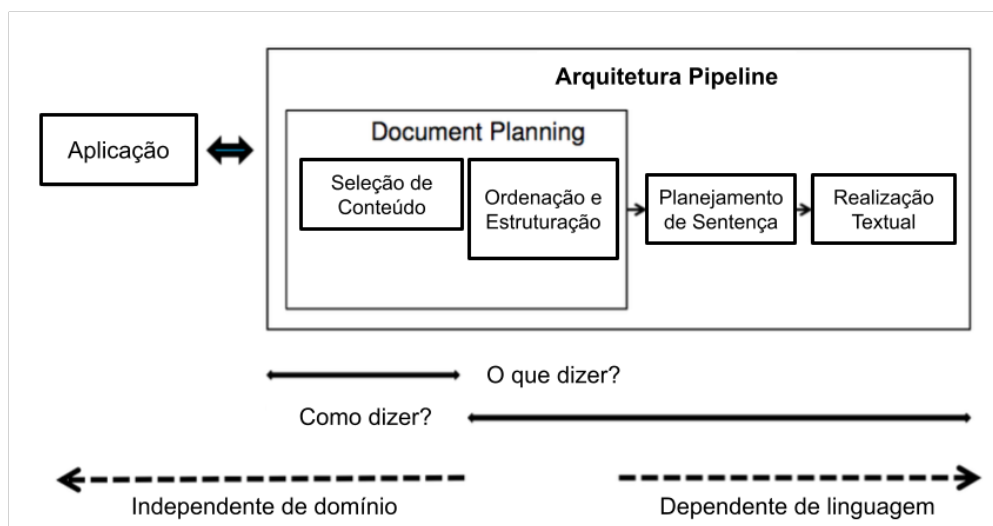 Arquitetura Pipeline
Aplicação
Document Planning
Seleção de
Conteúdo
Ordenação e
Estruturação
Planejamento
de Sentença
Realização
Textual
O que dizer?
Como dizer?
Independente de domínio
Dependente de linguagem